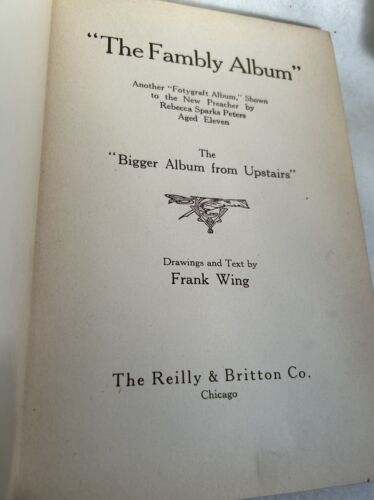 "The Fambly Album"
Another "Fotygraft Album," Shown
to the New Preacher by
Rebecca Sparks Peters
Aged Eleven
The
"Bigger Album from Upstairs"
Drawings and Text by
Frank Wing
The Reilly & Britton Co.
Chicago